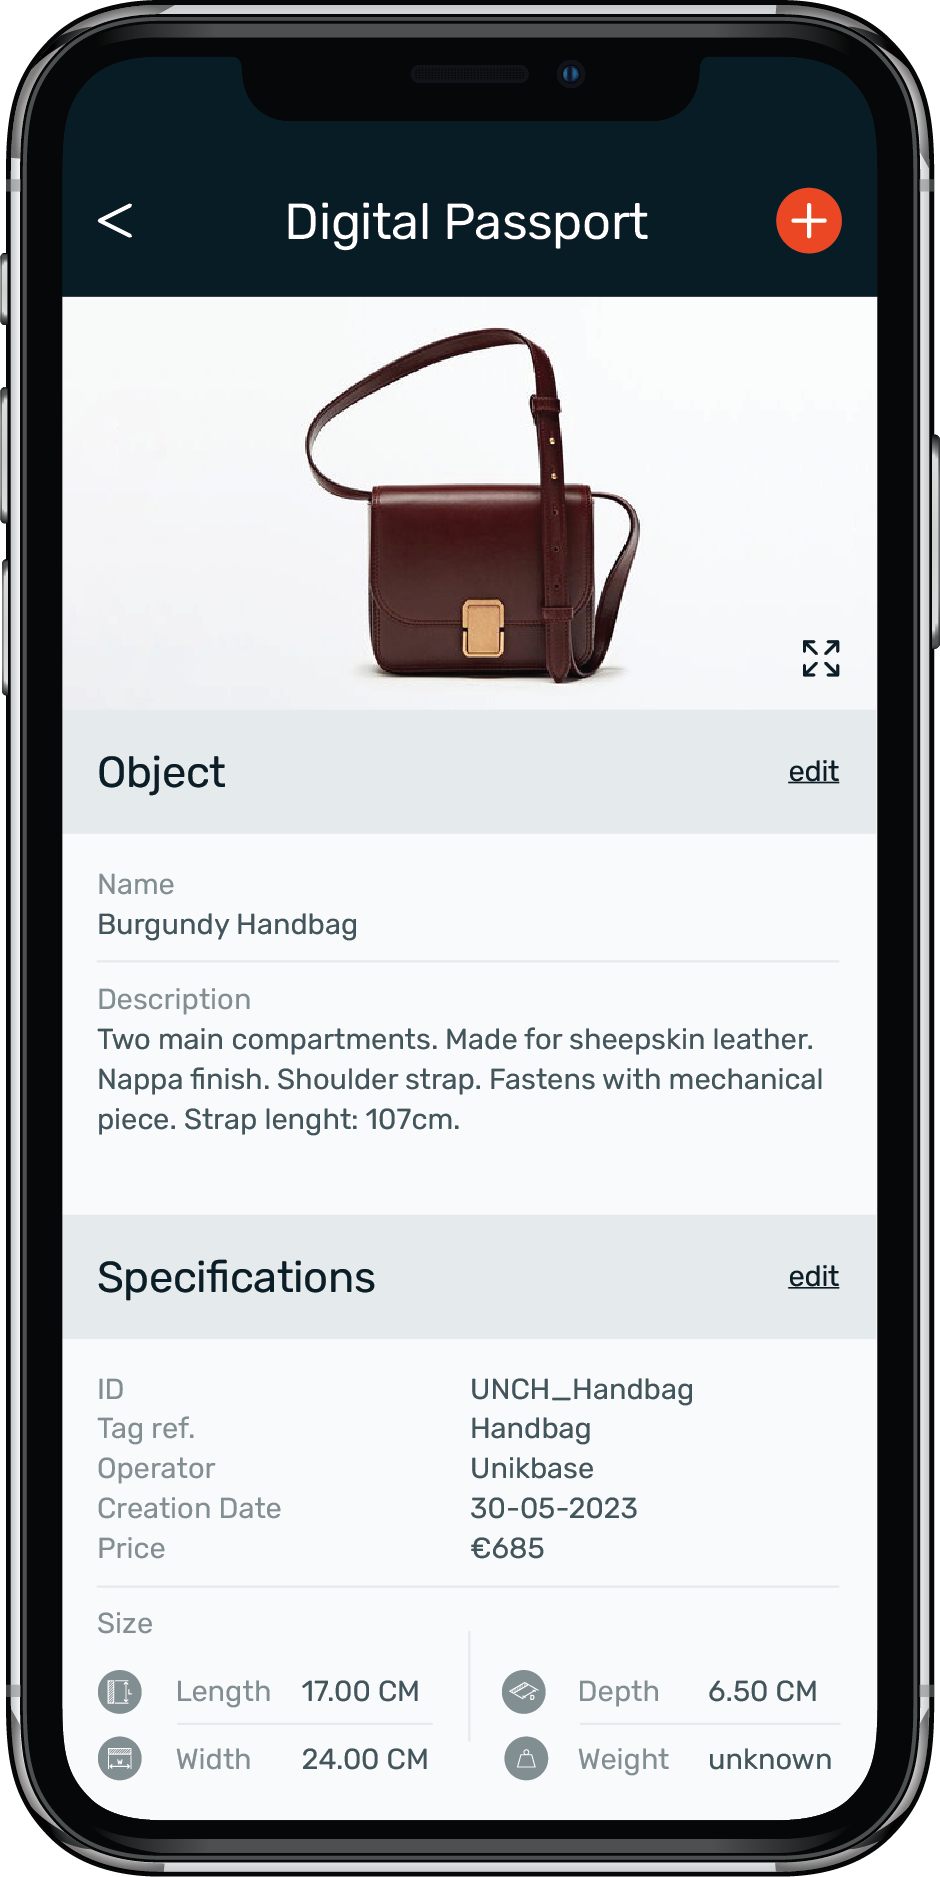 < Digital Passport +
Object edit
Name
Burgundy Handbag
Description
Two main compartments. Made for sheepskin leather.
Nappa finish. Shoulder strap. Fastens with mechanical
piece. Strap lenght: 107cm.
Specifications edit
ID UNCH_Handbag
Tag ref. Handbag
Operator Unikbase
Creation Date 30-05-2023
Price €685
Size
Length 17.00 CM Depth 6.50 CM
Width 24.00 CM Weight unknown